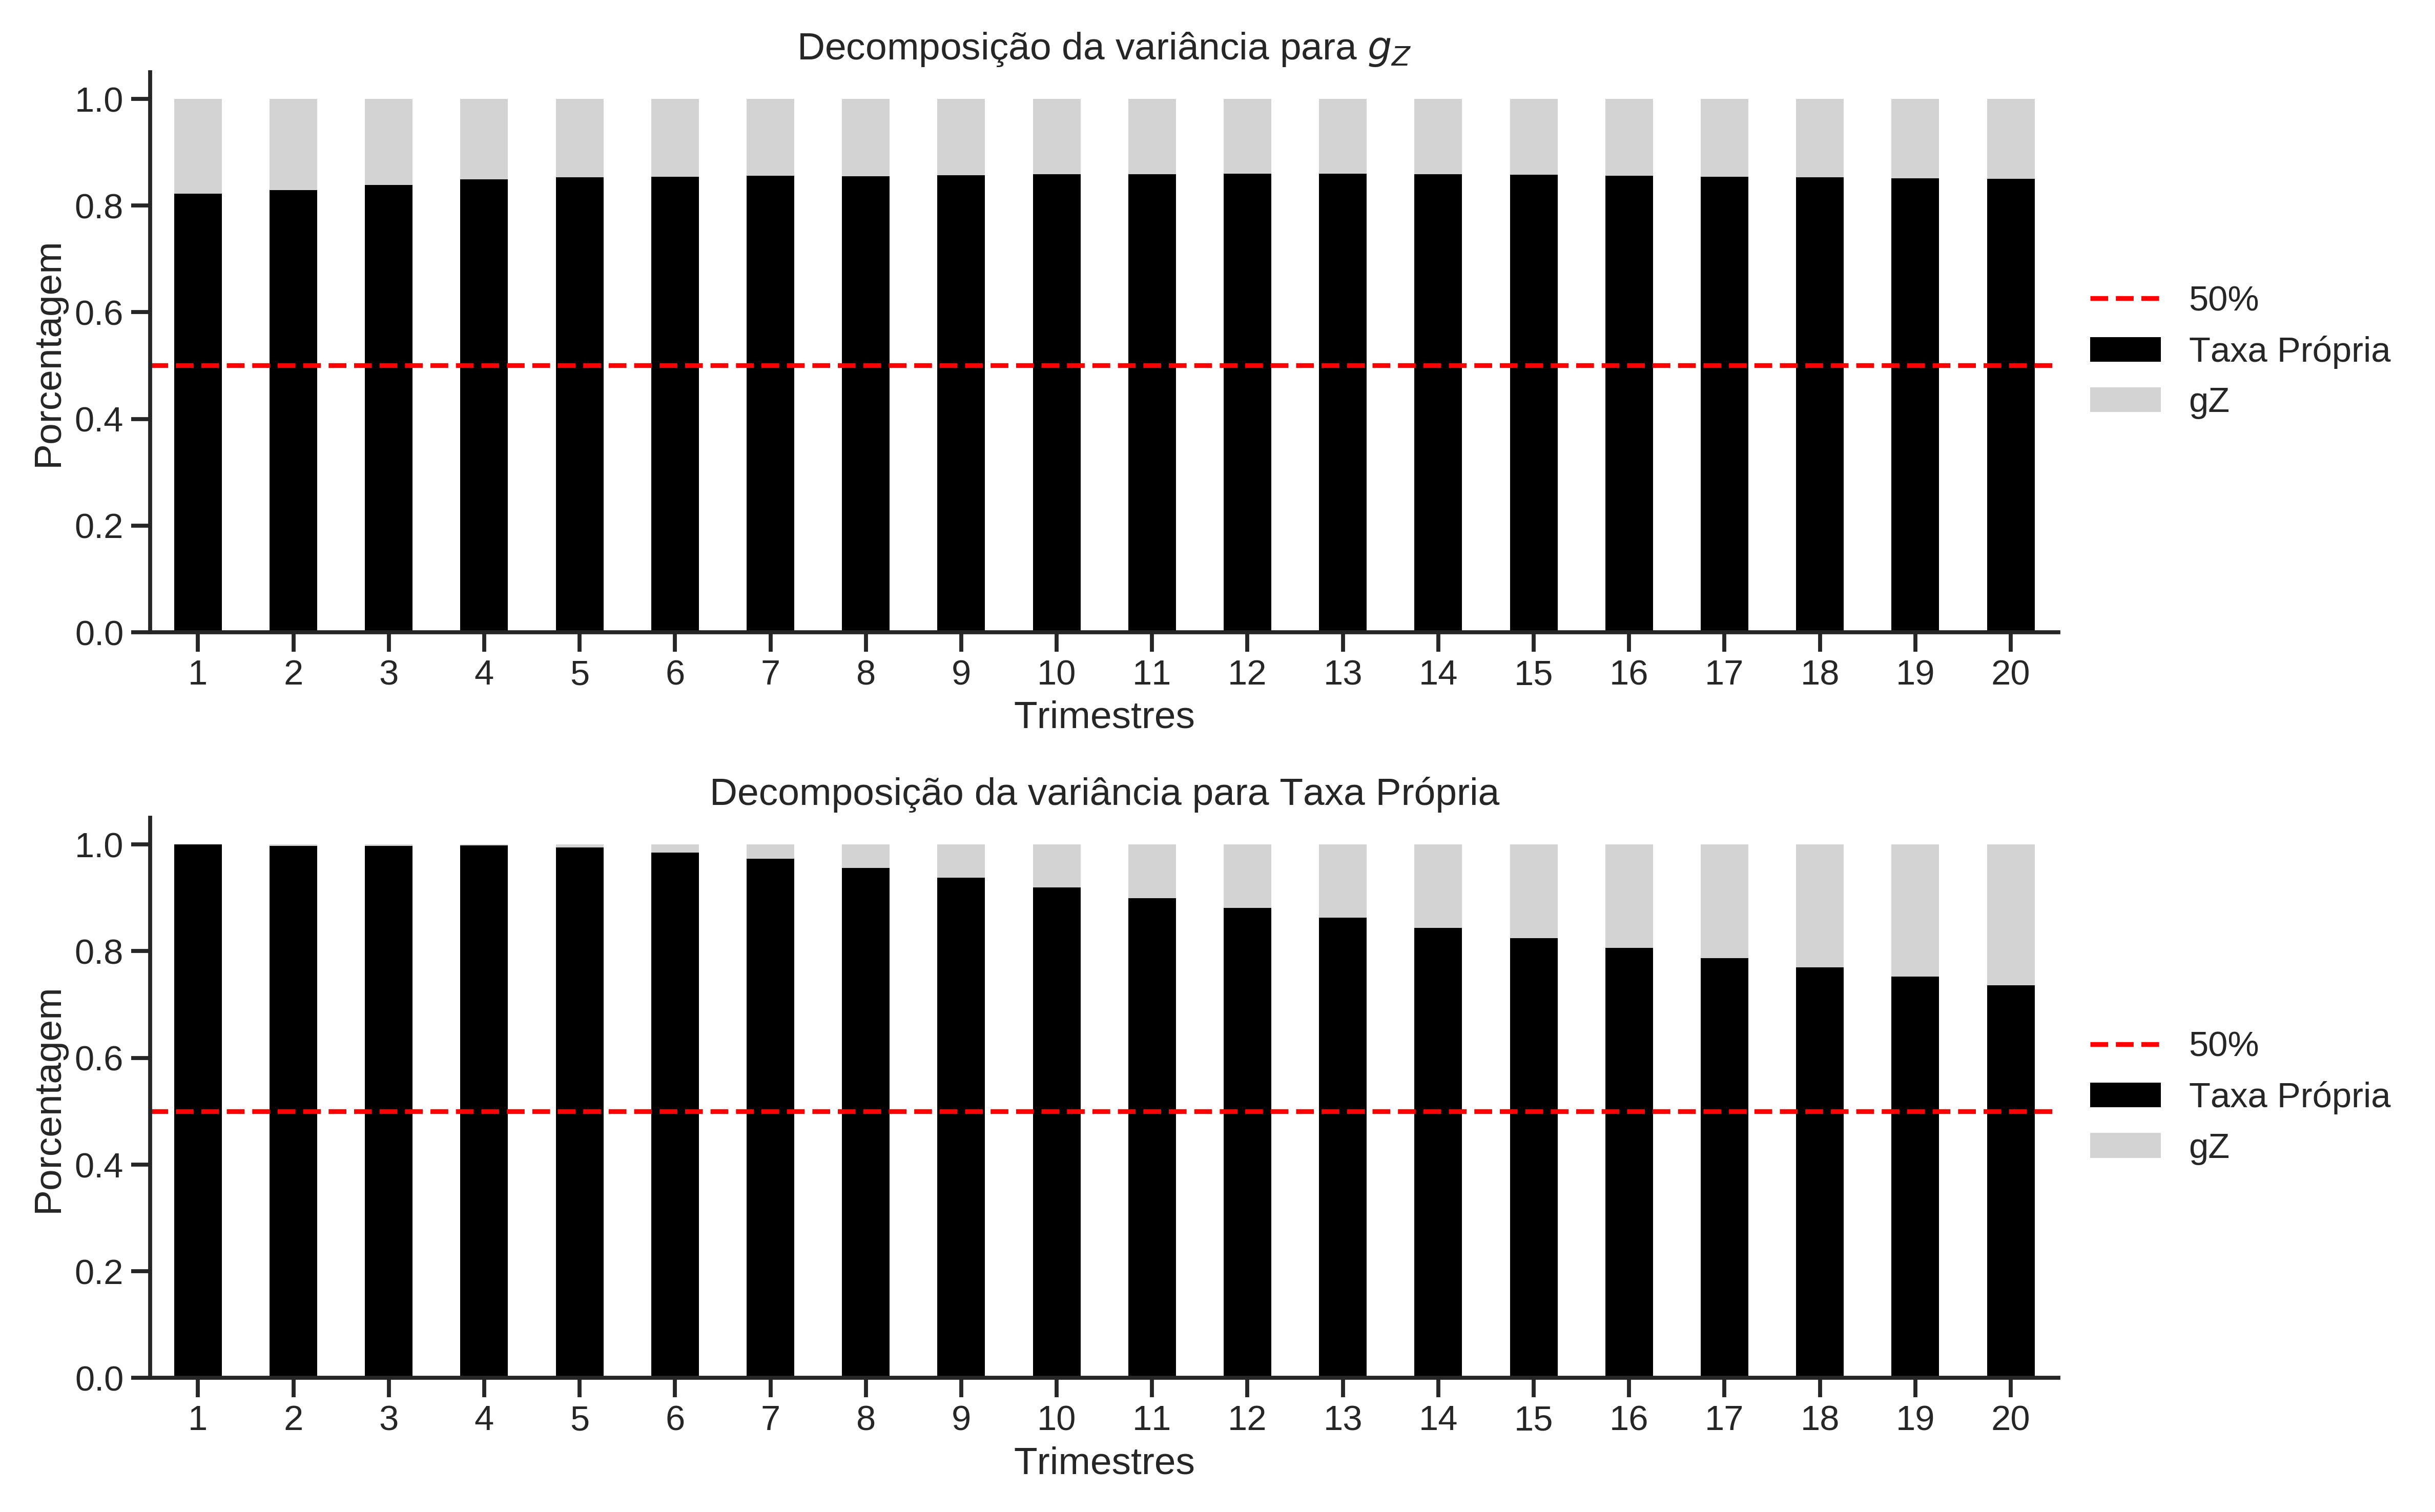 Decomposição da variância para gZ
Porcentagem
1.0
0.8
0.6
0.4
0.2
0.0
1 2 3 4 5 6 7 8 9 10 11 12 13 14 15 16 17 18 19 20
Trimestres
50%
Taxa Própria
gZ
Decomposição da variância para Taxa Própria
Porcentagem
1.0
0.8
0.6
0.4
0.2
0.0
1 2 3 4 5 6 7 8 9 10 11 12 13 14 15 16 17 18 19 20
Trimestres
50%
Taxa Própria
gZ